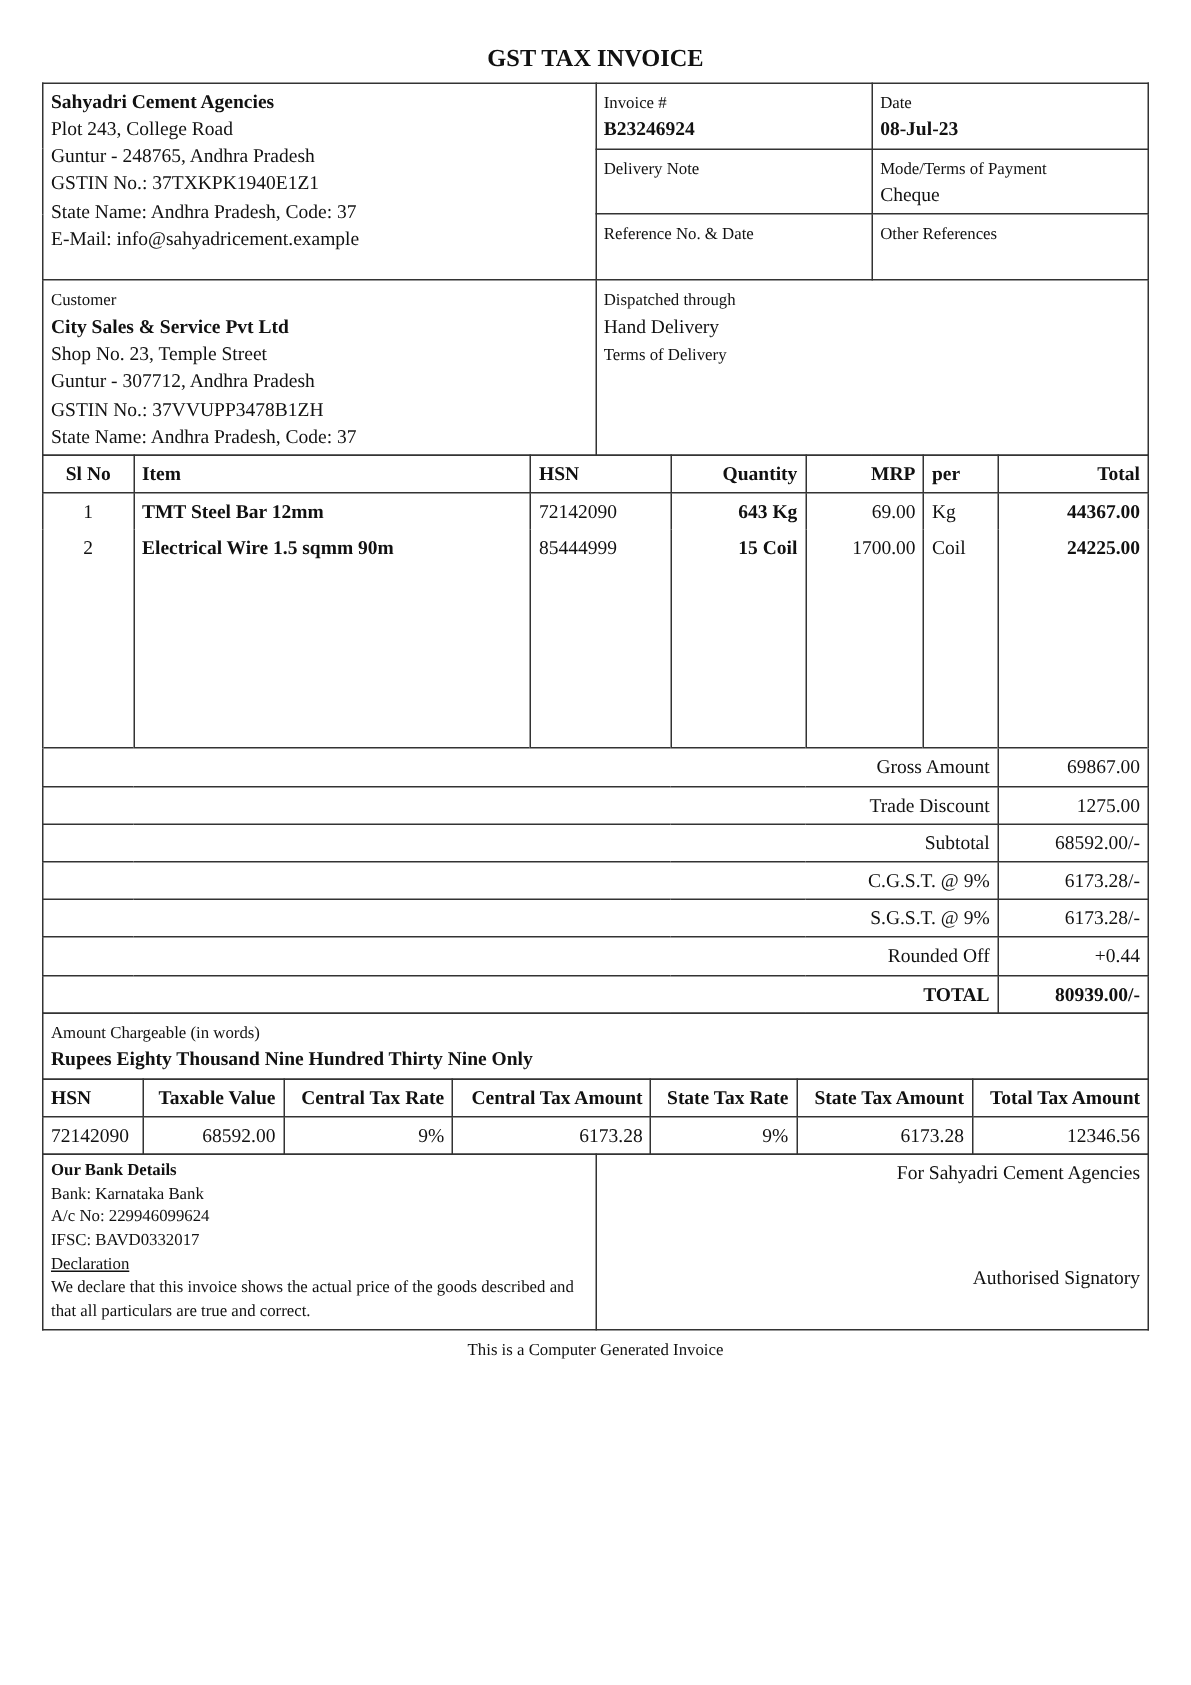 GST TAX INVOICE
Sahyadri Cement Agencies
Plot 243, College Road
Guntur - 248765, Andhra Pradesh
GSTIN No.: 37TXKPK1940E1Z1
State Name: Andhra Pradesh, Code: 37
E-Mail: info@sahyadricement.example
Invoice #
B23246924
Date
08-Jul-23
Delivery Note
Mode/Terms of Payment
Cheque
Reference No. & Date
Other References
Customer
City Sales & Service Pvt Ltd
Shop No. 23, Temple Street
Guntur - 307712, Andhra Pradesh
GSTIN No.: 37VVUPP3478B1ZH
State Name: Andhra Pradesh, Code: 37
Dispatched through
Hand Delivery
Terms of Delivery
Sl No Item HSN Quantity MRP per Total
1 TMT Steel Bar 12mm 72142090 643 Kg 69.00 Kg 44367.00
2 Electrical Wire 1.5 sqmm 90m 85444999 15 Coil 1700.00 Coil 24225.00
Gross Amount 69867.00
Trade Discount 1275.00
Subtotal 68592.00/-
C.G.S.T. @ 9% 6173.28/-
S.G.S.T. @ 9% 6173.28/-
Rounded Off +0.44
TOTAL 80939.00/-
Amount Chargeable (in words)
Rupees Eighty Thousand Nine Hundred Thirty Nine Only
HSN Taxable Value Central Tax Rate Central Tax Amount State Tax Rate State Tax Amount Total Tax Amount
72142090 68592.00 9% 6173.28 9% 6173.28 12346.56
Our Bank Details
Bank: Karnataka Bank
A/c No: 229946099624
IFSC: BAVD0332017
Declaration
We declare that this invoice shows the actual price of the goods described and
that all particulars are true and correct.
For Sahyadri Cement Agencies
Authorised Signatory
This is a Computer Generated Invoice